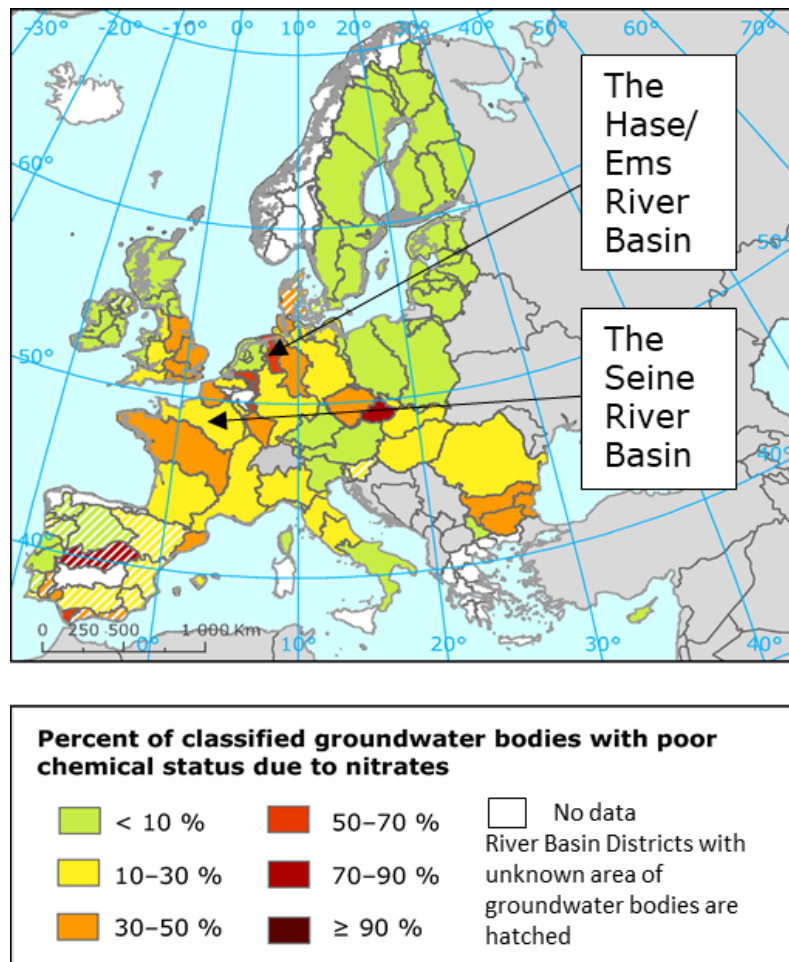 -30° -20° -10° 0° 10° 20° 30° 40° 50° 60° 70°
The
Hase/
Ems
River
Basin
60°
50°
50°
The
Seine
River
Basin
40°
40°
0 250 500 1 000 Km
0° 10° 20° 30° 40°
Percent of classified groundwater bodies with poor
chemical status due to nitrates
< 10 %
10–30 %
30–50 %
50–70 %
70–90 %
≥ 90 %
No data
River Basin Districts with
unknown area of
groundwater bodies are
hatched